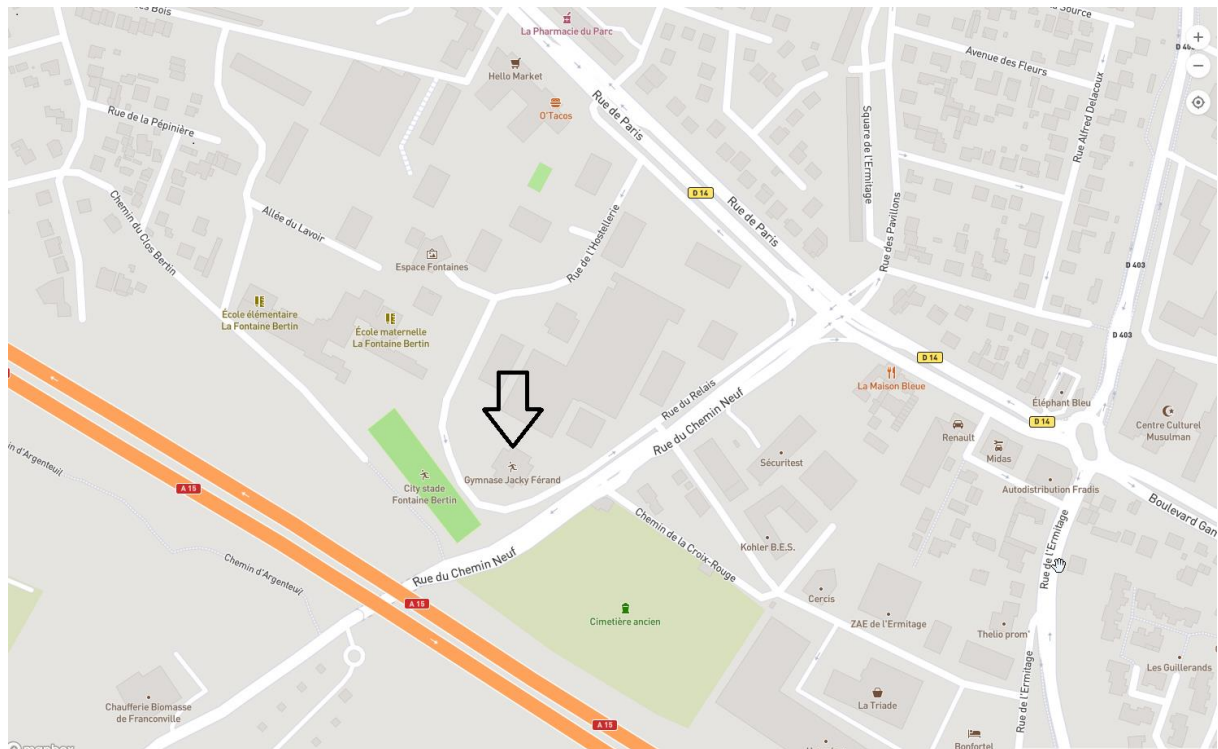 des Bois
La Pharmacie du Parc
Source
D 403
Hello Market
Avenue des Fleurs
O'Tacos
Rue de Paris
Rue Alfred Delacoux
Rue de la Pépinière
Square de l'Ermitage
D 14
Chemin du Clos Bertin
Allée du Lavoir
Rue de l'Hostellerie
Rue de Paris
Rue des Pavillons
Espace Fontaines
D 403
École élémentaire
La Fontaine Bertin
École maternelle
La Fontaine Bertin
D 403
D 14
La Maison Bleue
Rue du Relais
Éléphant Bleu
Rue du Chemin Neuf
D 14
Centre Culturel
Musulman
Renault
Midas
Sécuritest
Gymnase Jacky Férand
in d'Argenteuil
A 15
City stade
Fontaine Bertin
Autodistribution Fradis
Boulevard Gan
Chemin de la Croix-Rouge
Rue de l'Ermitage
Kohler B.E.S.
Rue du Chemin Neuf
Chemin d'Argenteuil
A 15
Cercis
Cimetière ancien
ZAE de l'Ermitage
Thelio prom'
Les Guillerands
Rue de l'Ermitage
Chaufferie Biomasse
de Franconville
La Triade
A 15
Bonfortel
mapbox